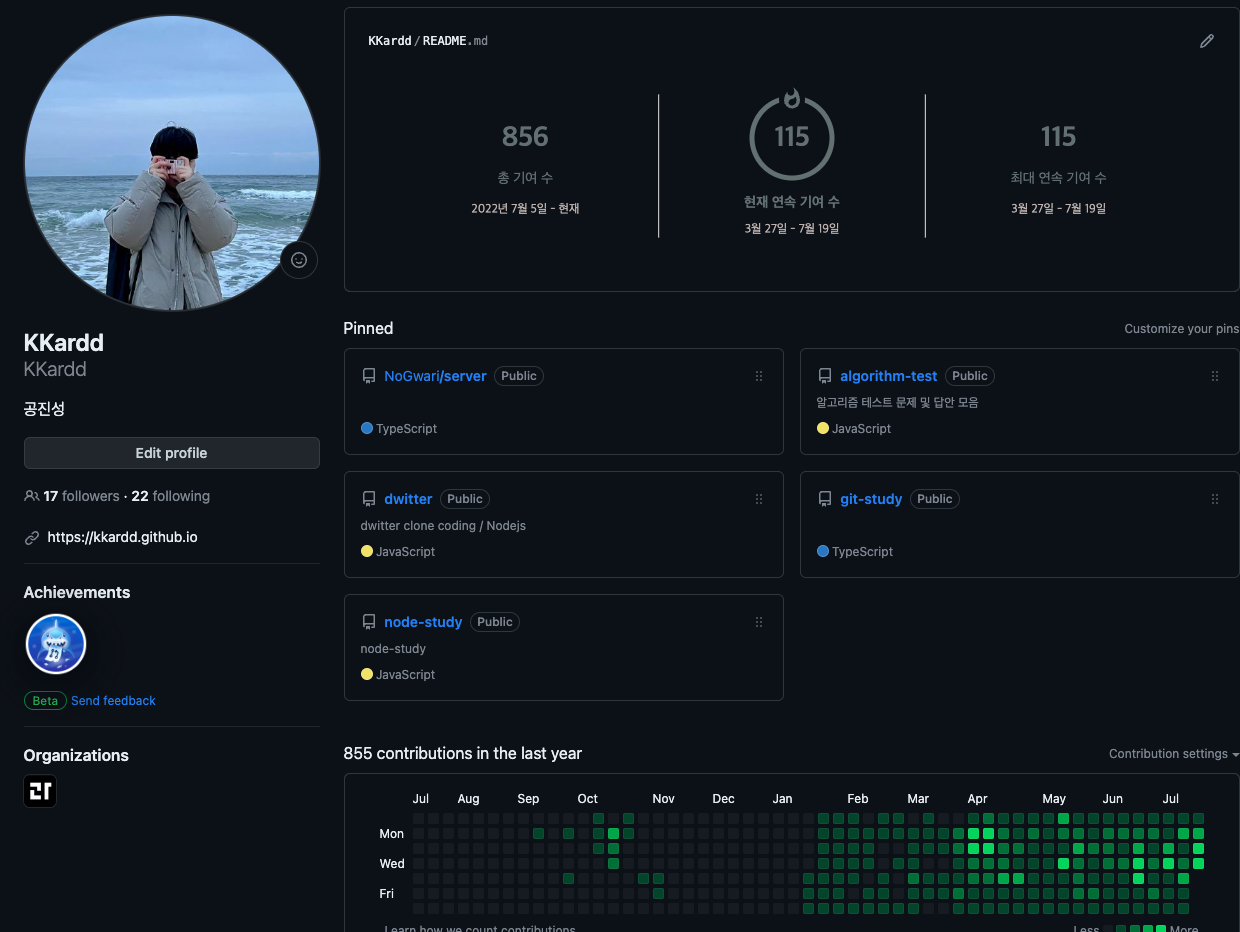 KKardd/README.md
856
총 기여 수
2022년 7월 5일 - 현재
115
현재 연속 기여 수
3월 27일 - 7월 19일
115
최대 연속 기여 수
3월 27일 - 7월 19일
KKardd
KKardd
공진성
Edit profile
17 followers · 22 following
https://kkardd.github.io
Achievements
Beta Send feedback
Organizations
Pinned
Customize your pins
NoGwari/server Public
TypeScript
algorithm-test Public
알고리즘 테스트 문제 및 답안 모음
JavaScript
dwitter Public
dwitter clone coding / Nodejs
JavaScript
git-study Public
TypeScript
node-study Public
node-study
JavaScript
855 contributions in the last year
Contribution settings
Jul Aug Sep Oct Nov Dec Jan Feb Mar Apr May Jun Jul
Mon
Wed
Fri
Learn how we count contributions
Less More